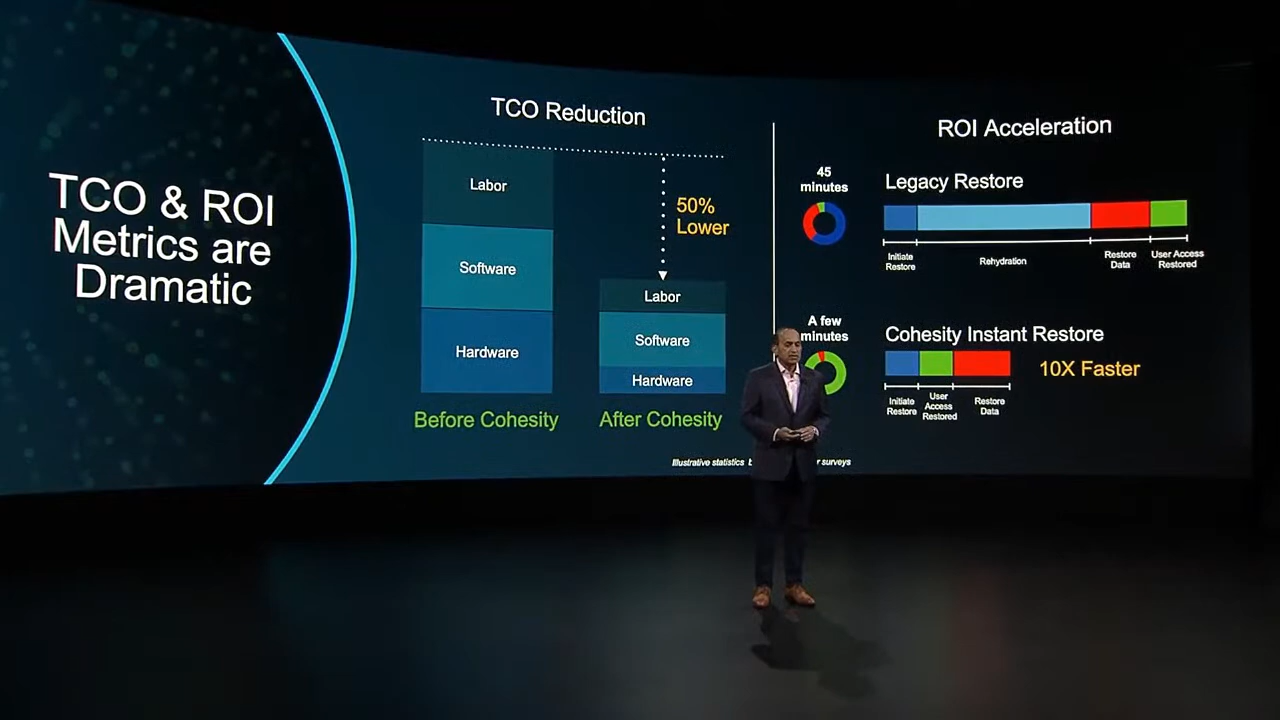 TCO & ROI
Metrics are
Dramatic
TCO Reduction
Labor
Software
Hardware
Before Cohesity
50%
Lower
Labor
Software
Hardware
After Cohesity
ROI Acceleration
45
minutes
Legacy Restore
Initiate
Restore
Rehydration
Restore
Data
User Access
Restored
A few
minutes
Cohesity Instant Restore
10X Faster
Initiate
Restore
User
Access
Restored
Restore
Data
Illustrative statistics
surveys